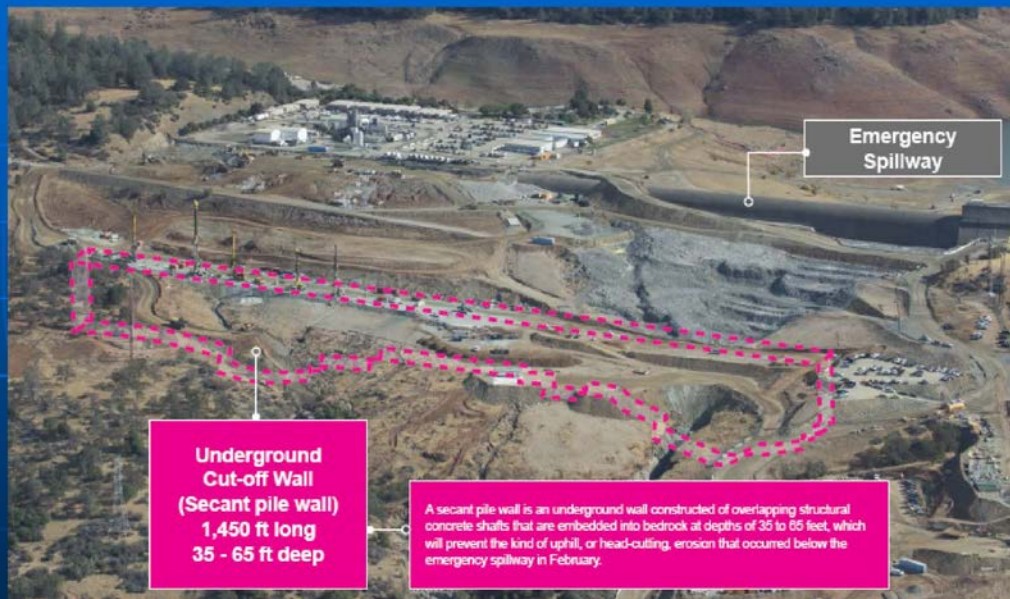 Emergency
Spillway
Underground
Cut-off Wall
(Secant pile wall)
1,450 ft long
35 - 65 ft deep
A secant pile wall is an underground wall constructed of overlapping structural
concrete shafts that are embedded into bedrock at depths of 35 to 65 feet, which
will prevent the kind of uphill, or head-cutting, erosion that occurred below the
emergency spillway in February.